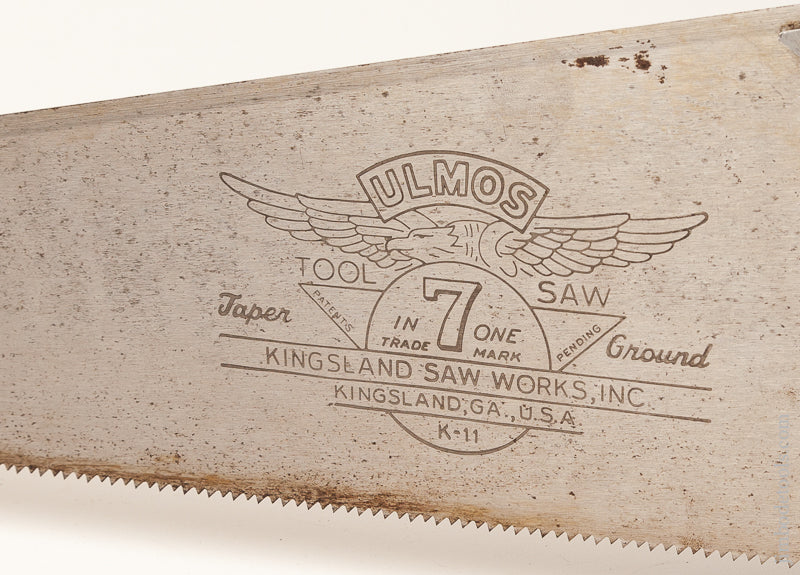 ULMOS
TOOL SAW
7
IN ONE
TRADE MARK
PATENTS PENDING
Taper Ground
KINGSLAND SAW WORKS, INC.
KINGSLAND, GA., U.S.A.
K-11